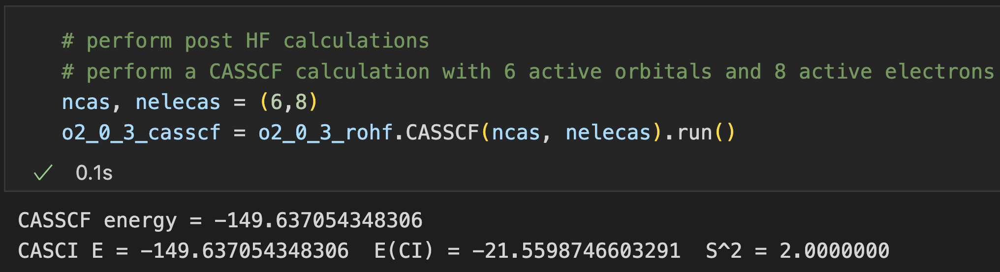 # perform post HF calculations
# perform a CASSCF calculation with 6 active orbitals and 8 active electrons
ncas, nelecas = (6,8)
o2_0_3_casscf = o2_0_3_rohf.CASSCF(ncas, nelecas).run()
✓ 0.1s
CASSCF energy = -149.637054348306
CASCI E = -149.637054348306  E(CI) = -21.5598746603291  S^2 = 2.0000000